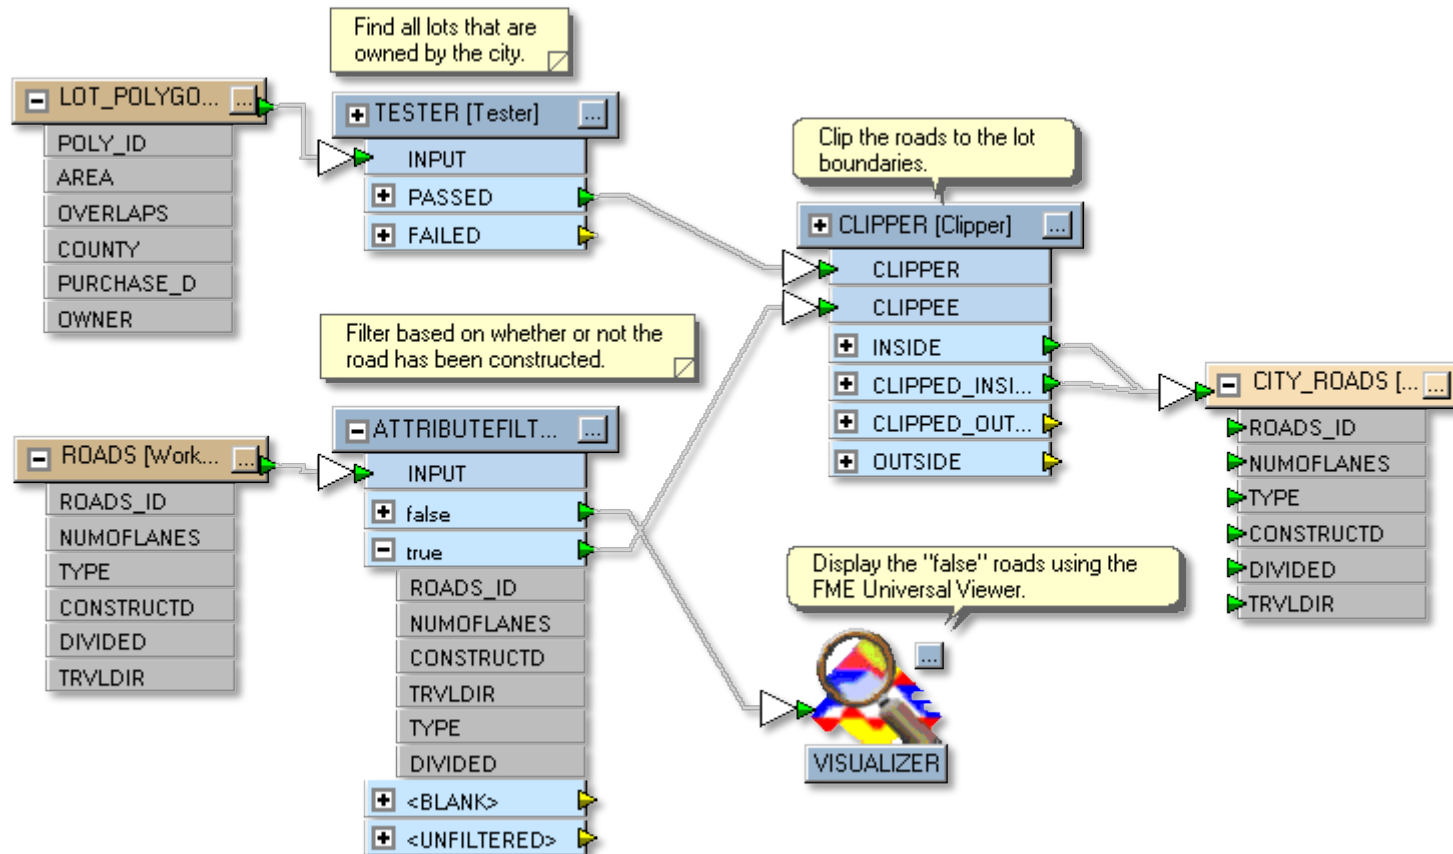 Find all lots that are
owned by the city.
LOT_POLYGO... ...
POLY_ID
AREA
OVERLAPS
COUNTY
PURCHASE_D
OWNER
TESTER [Tester] ...
INPUT
PASSED
FAILED
Clip the roads to the lot
boundaries.
CLIPPER [Clipper] ...
CLIPPER
CLIPPEE
INSIDE
CLIPPED_INSI...
CLIPPED_OUT...
OUTSIDE
Filter based on whether or not the
road has been constructed.
ROADS [Work... ...
ROADS_ID
NUMOFLANES
TYPE
CONSTRUCTD
DIVIDED
TRVLDIR
ATTRIBUTEFILT... ...
INPUT
false
true
ROADS_ID
NUMOFLANES
CONSTRUCTD
TRVLDIR
TYPE
DIVIDED
<BLANK>
<UNFILTERED>
CITY_ROADS [... ...
ROADS_ID
NUMOFLANES
TYPE
CONSTRUCTD
DIVIDED
TRVLDIR
Display the "false" roads using the
FME Universal Viewer.
...
VISUALIZER